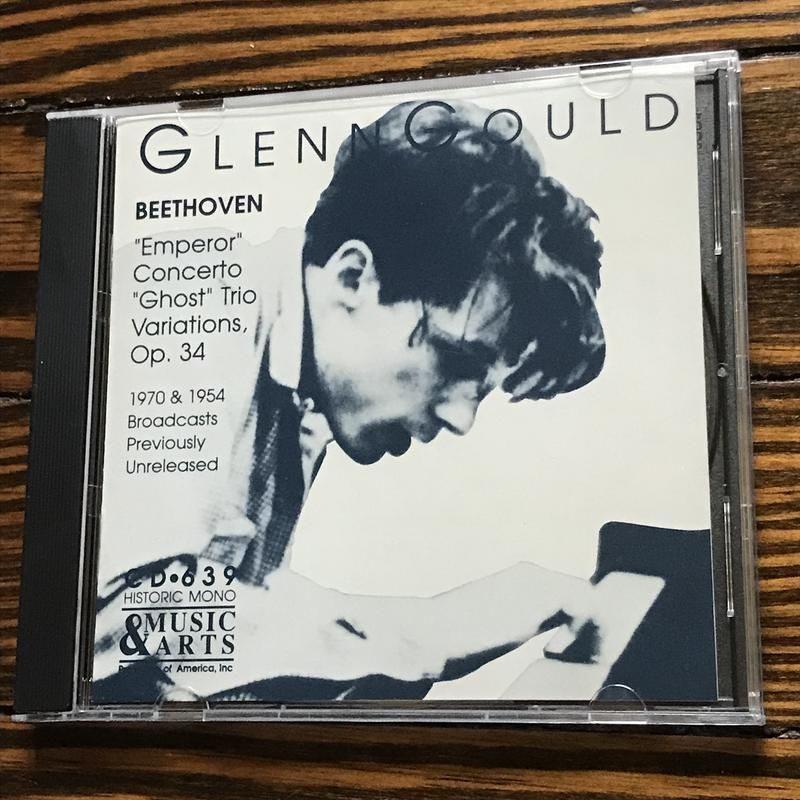 GLENN GOULD
BEETHOVEN
"Emperor"
Concerto
"Ghost" Trio
Variations,
Op. 34
1970 & 1954
Broadcasts
Previously
Unreleased
CD•639
HISTORIC MONO
MUSIC
& ARTS
of America, Inc